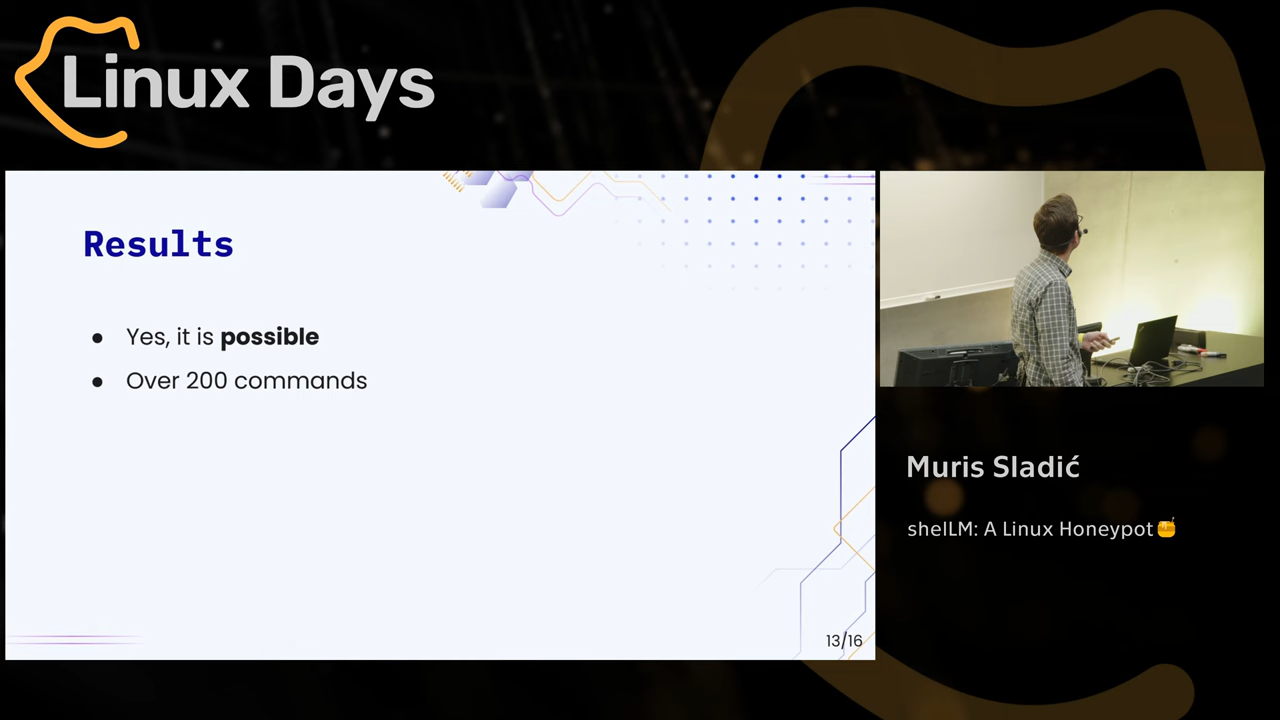 Linux Days
Results
● Yes, it is possible
● Over 200 commands
13/16
Muris Sladić
shelLM: A Linux Honeypot🍯